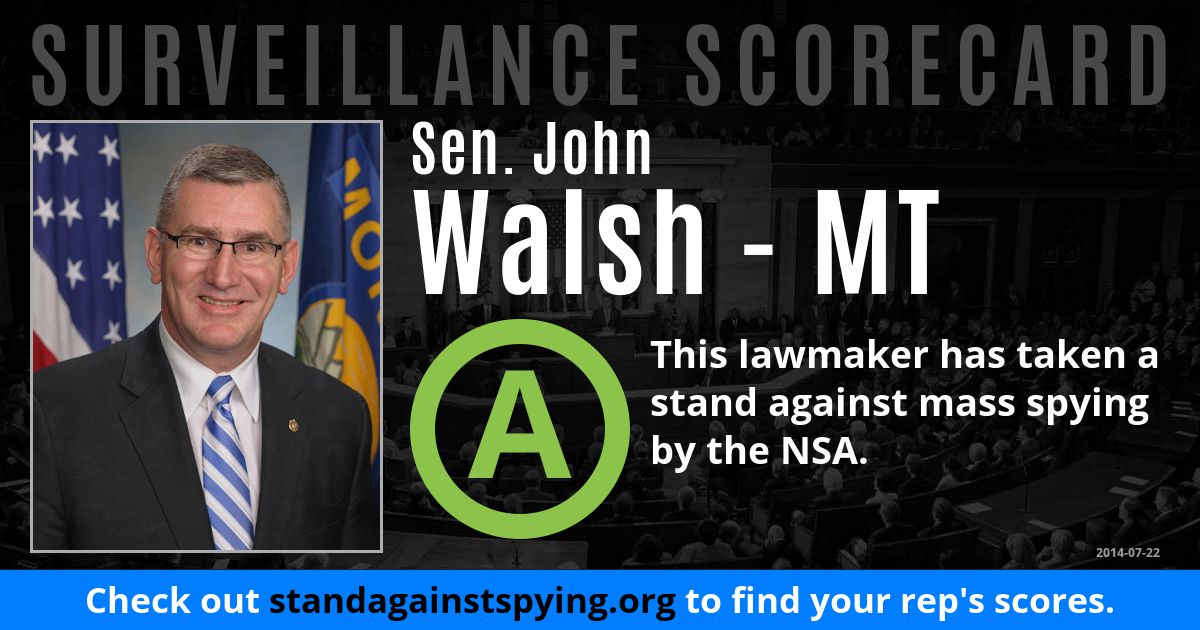 SURVEILLANCE SCORECARD
Sen. John
Walsh - MT
MO
A
This lawmaker has taken a
stand against mass spying
by the NSA.
2014-07-22
Check out standagainstspying.org to find your rep's scores.